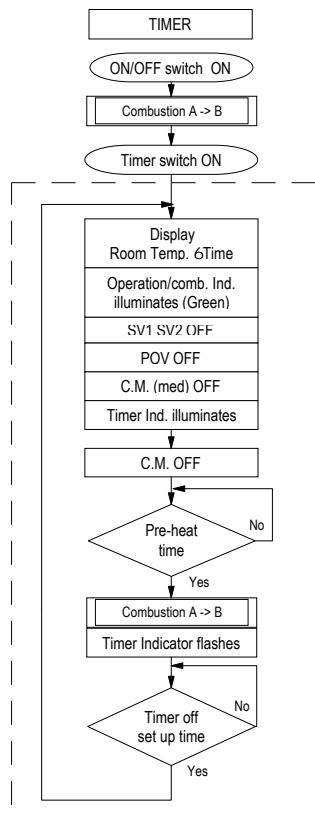 TIMER
ON/OFF switch ON
Combustion A -> B
Timer switch ON
Display
Room Temp. 6Time
Operation/comb. Ind.
illuminates (Green)
SV1 SV2 OFF
POV OFF
C.M. (med) OFF
Timer Ind. illuminates
C.M. OFF
Pre-heat
time
No
Yes
Combustion A -> B
Timer Indicator flashes
Timer off
set up time
No
Yes